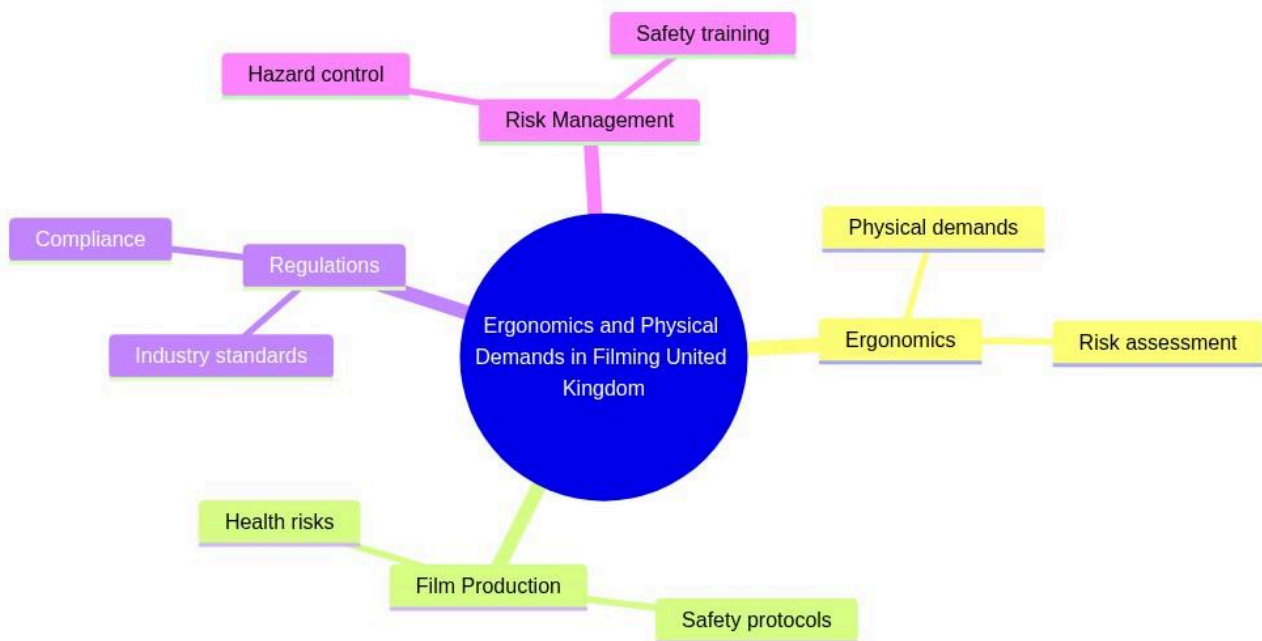 Safety training
Hazard control
Risk Management
Physical demands
Compliance
Regulations
Ergonomics and Physical
Demands in Filming United
Kingdom
Ergonomics
Risk assessment
Industry standards
Health risks
Film Production
Safety protocols